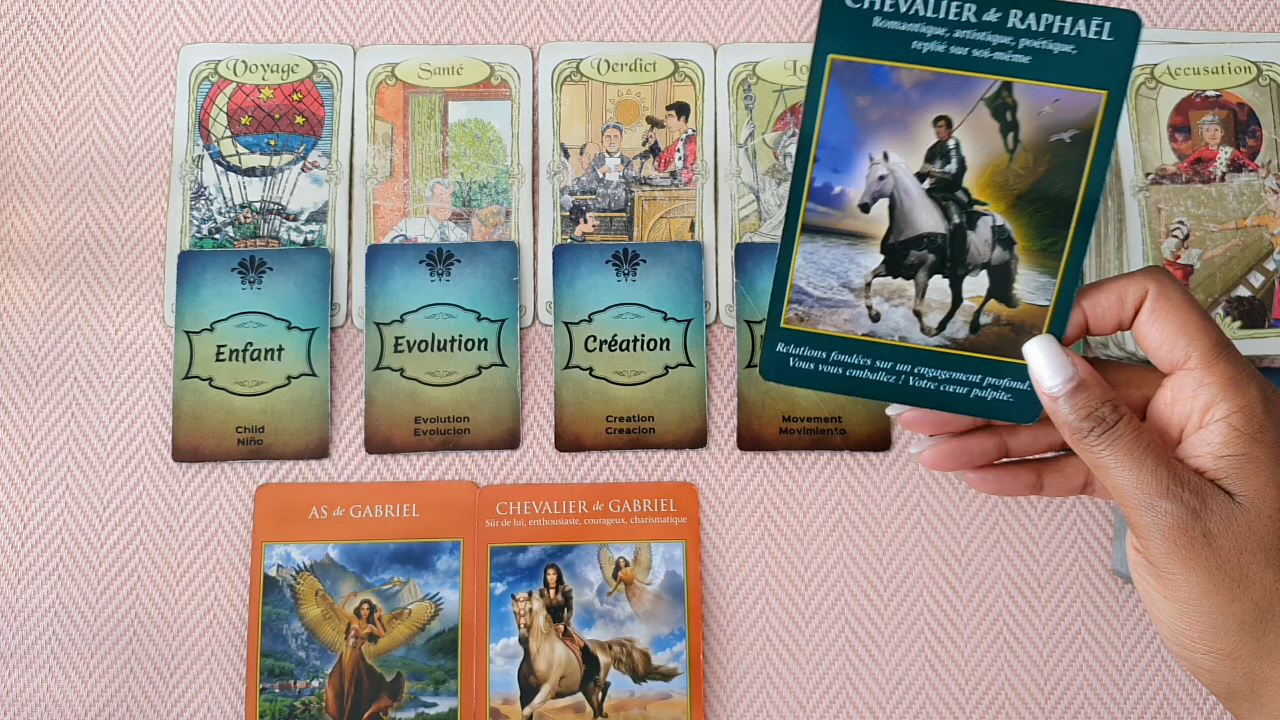 Voyage
Santé
Verdict
Lo
CHEVALIER de RAPHAËL
Romantique, artistique, poétique,
replié sur soi-même
Accusation
Relations fondées sur un engagement profond.
Vous vous emballez ! Votre cœur palpite.
Enfant
Child
Niño
Evolution
Evolution
Evolucion
Création
Creation
Creacion
Movement
Movimiento
AS de GABRIEL
CHEVALIER de GABRIEL
Sûr de lui, enthousiaste, courageux, charismatique